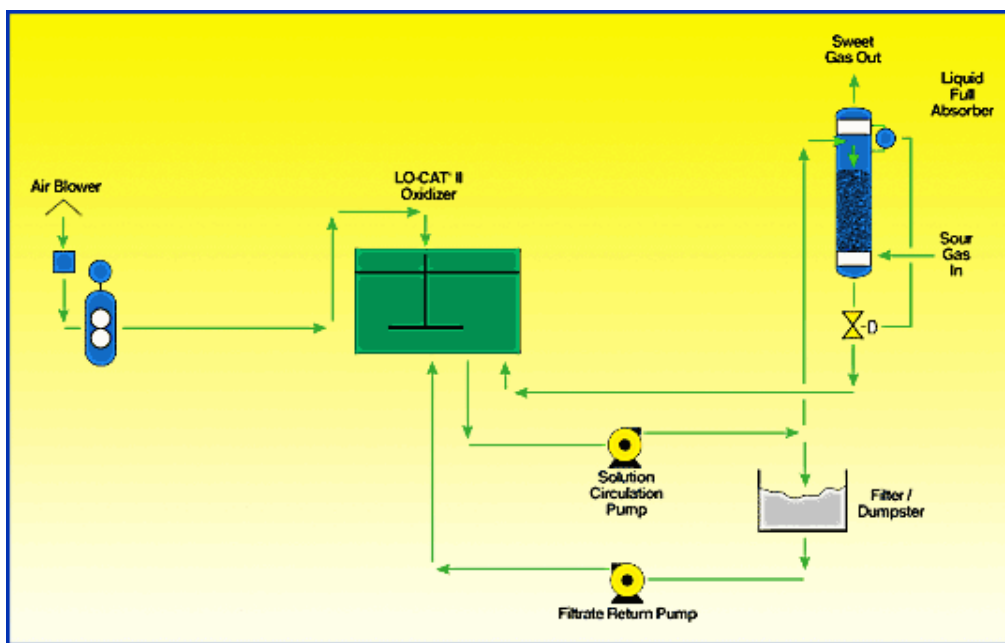 Sweet
Gas Out
Liquid
Full
Absorber
Air Blower
LO-CAT' II
Oxidizer
Sour
Gas
In
D
Solution
Circulation
Pump
Filter /
Dumpster
Filtrate Return Pump